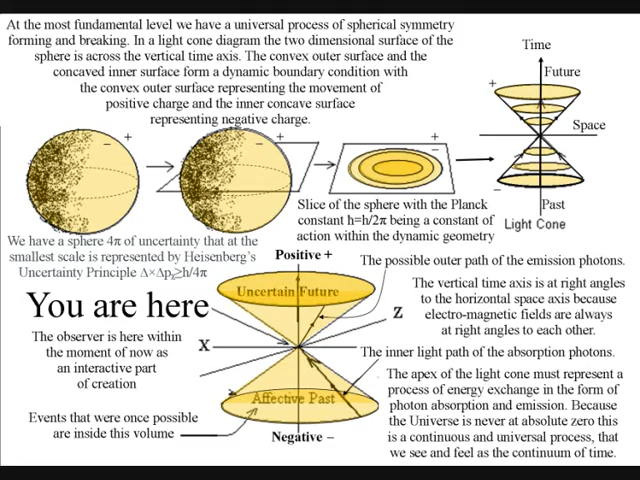 At the most fundamental level we have a universal process of spherical symmetry
forming and breaking. In a light cone diagram the two dimensional surface of the
sphere is across the vertical time axis. The convex outer surface and the
concaved inner surface form a dynamic boundary condition with
the convex outer surface representing the movement of
positive charge and the inner concave surface
representing negative charge.
Time
Future
+
Space
−
Past
Light Cone
− +
− +
+
−
Slice of the sphere with the Planck
constant h=h/2π being a constant of
action within the dynamic geometry
We have a sphere 4π of uncertainty that at the
smallest scale is represented by Heisenberg's
Uncertainty Principle
Positive +
The possible outer path of the emission photons.
Uncertain Future
The vertical time axis is at right angles
to the horizontal space axis because
electro-magnetic fields are always
at right angles to each other.
You are here
Z
X
The observer is here within
the moment of now as
an interactive part
of creation
The inner light path of the absorption photons.
The apex of the light cone must represent a
process of energy exchange in the form of
photon absorption and emission. Because
the Universe is never at absolute zero this
is a continuous and universal process, that
we see and feel as the continuum of time.
Affective Past
Events that were once possible
are inside this volume
Negative −